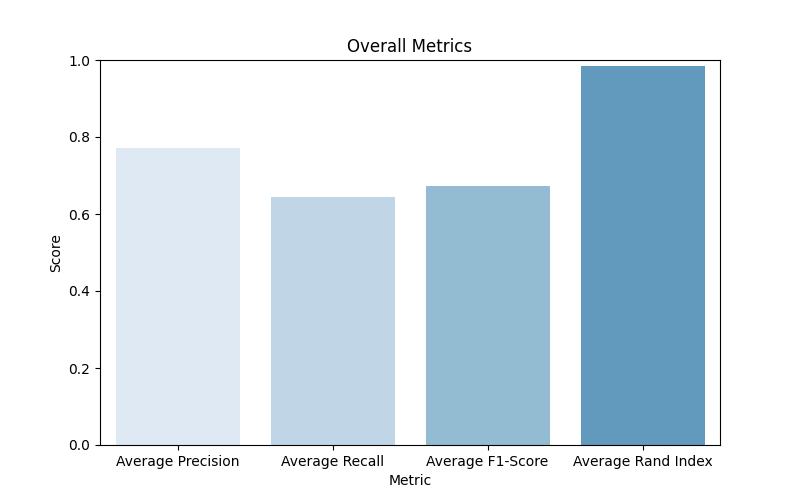 Overall Metrics
1.0
0.8
0.6
0.4
0.2
0.0
Score
Average Precision
Average Recall
Average F1-Score
Average Rand Index
Metric